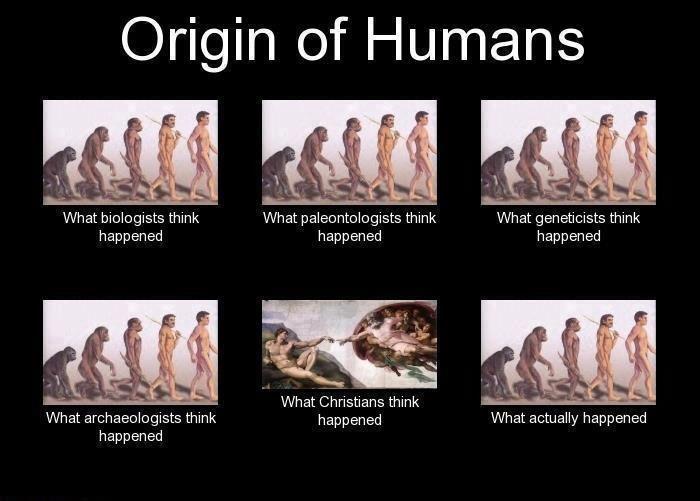 Origin of Humans
What biologists think
happened
What paleontologists think
happened
What geneticists think
happened
What archaeologists think
happened
What Christians think
happened
What actually happened